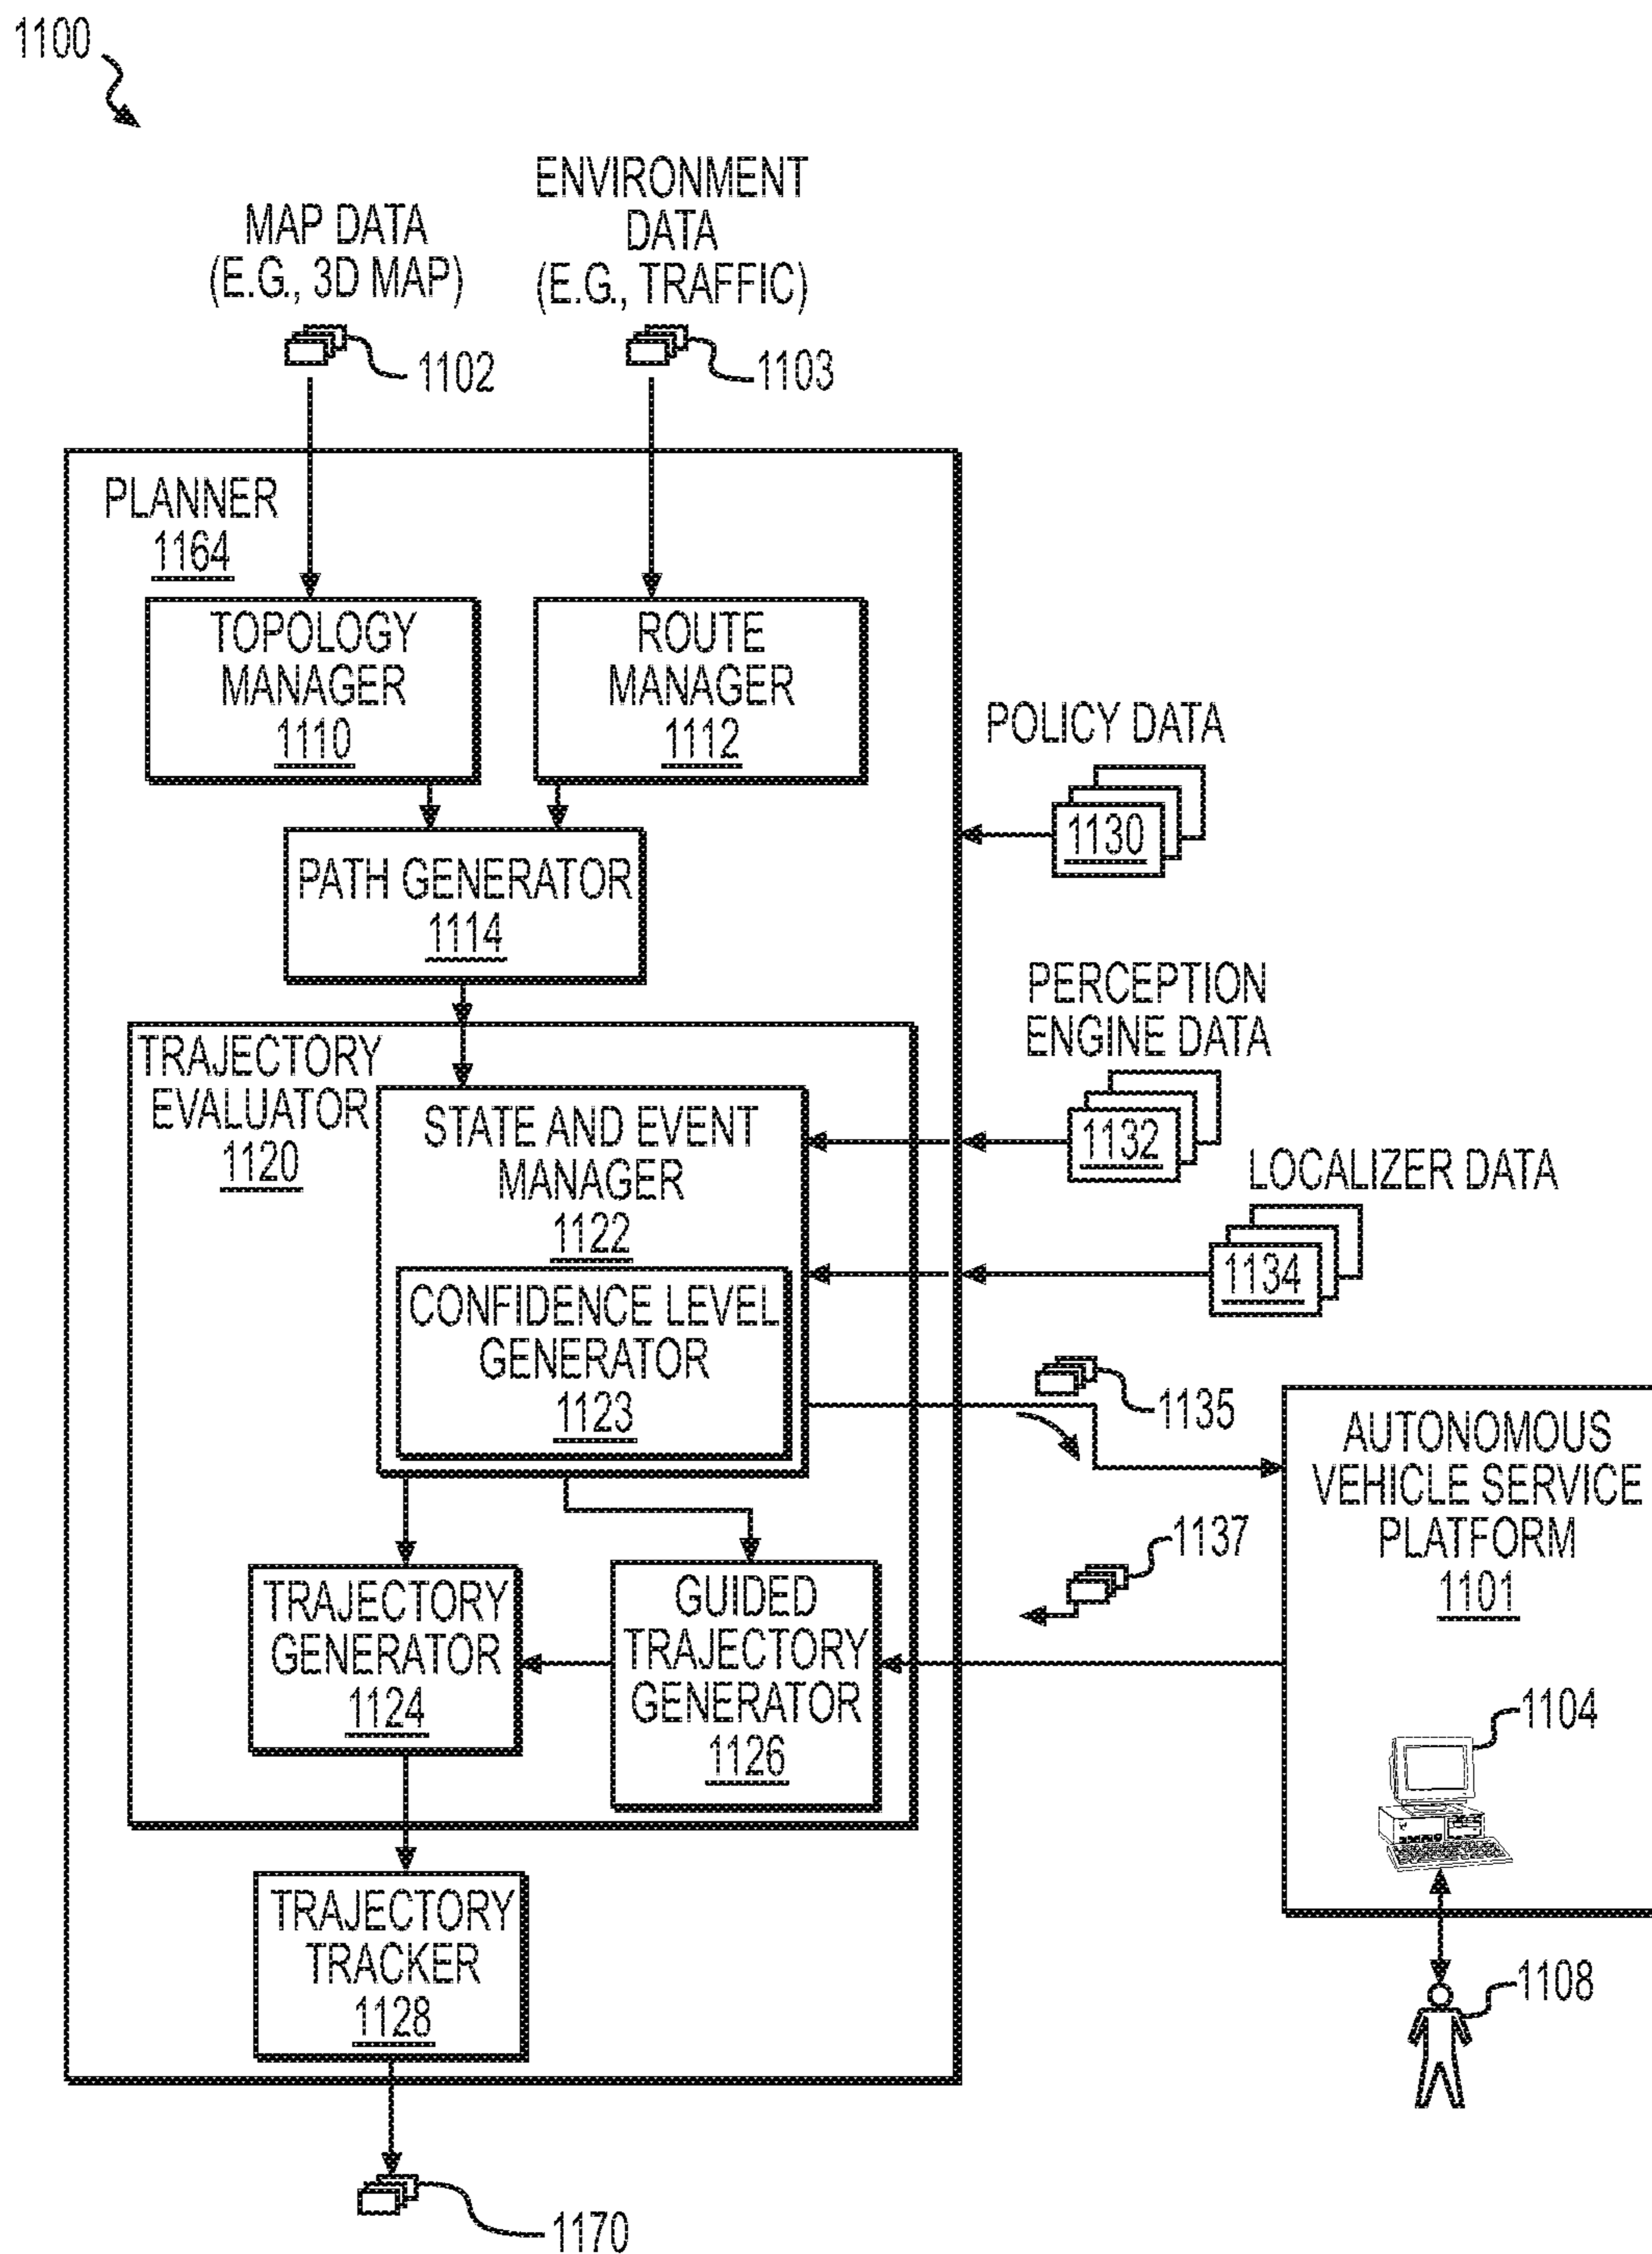 1100
MAP DATA
(E.G., 3D MAP)
1102
ENVIRONMENT
DATA
(E.G., TRAFFIC)
1103
PLANNER
1164
TOPOLOGY
MANAGER
1110
ROUTE
MANAGER
1112
POLICY DATA
1130
PATH GENERATOR
1114
PERCEPTION
ENGINE DATA
1132
TRAJECTORY
EVALUATOR
1120
STATE AND EVENT
MANAGER
1122
LOCALIZER DATA
1134
CONFIDENCE LEVEL
GENERATOR
1123
1135
AUTONOMOUS
VEHICLE SERVICE
PLATFORM
1101
1137
TRAJECTORY
GENERATOR
1124
GUIDED
TRAJECTORY
GENERATOR
1126
1104
TRAJECTORY
TRACKER
1128
1108
1170